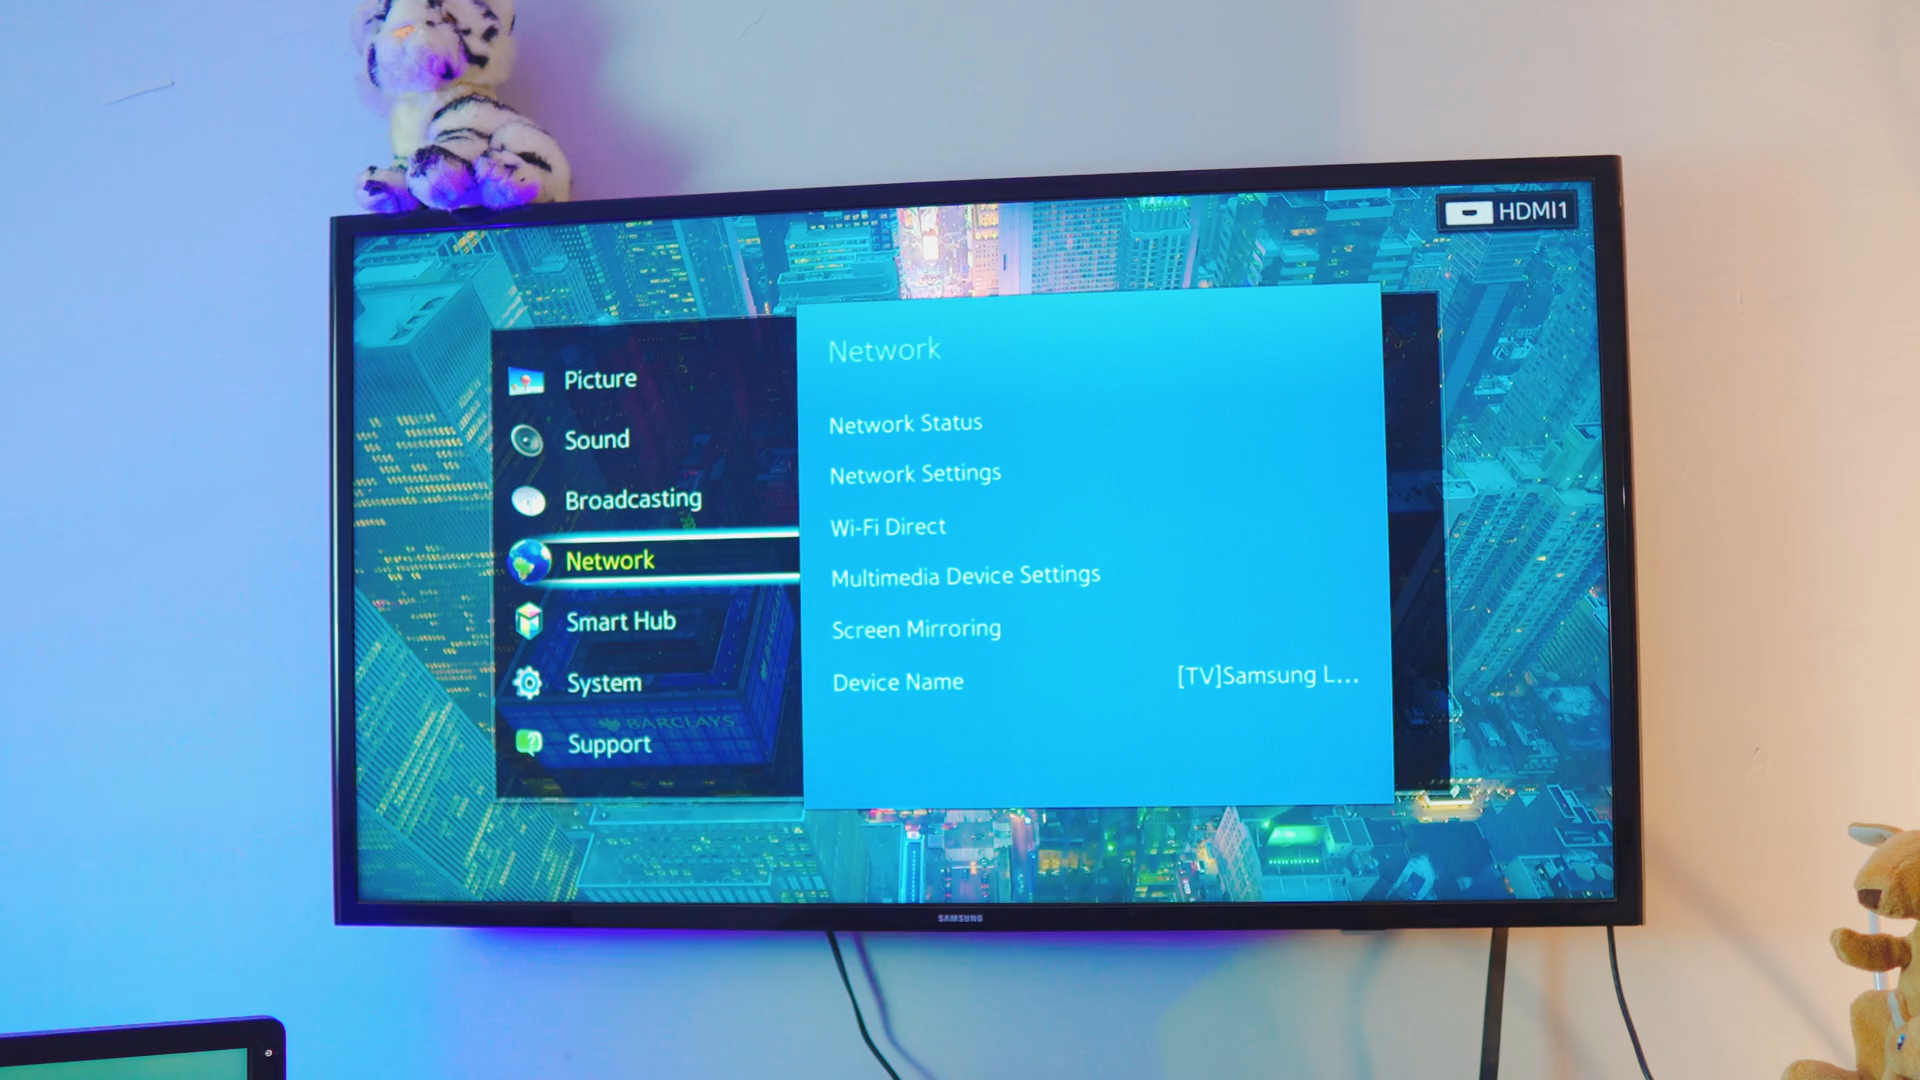 HDMI1
Picture
Sound
Broadcasting
Network
Smart Hub
System
Support
BARCLAYS
Network
Network Status
Network Settings
Wi-Fi Direct
Multimedia Device Settings
Screen Mirroring
Device Name [TV]Samsung L...
SAMSUNG